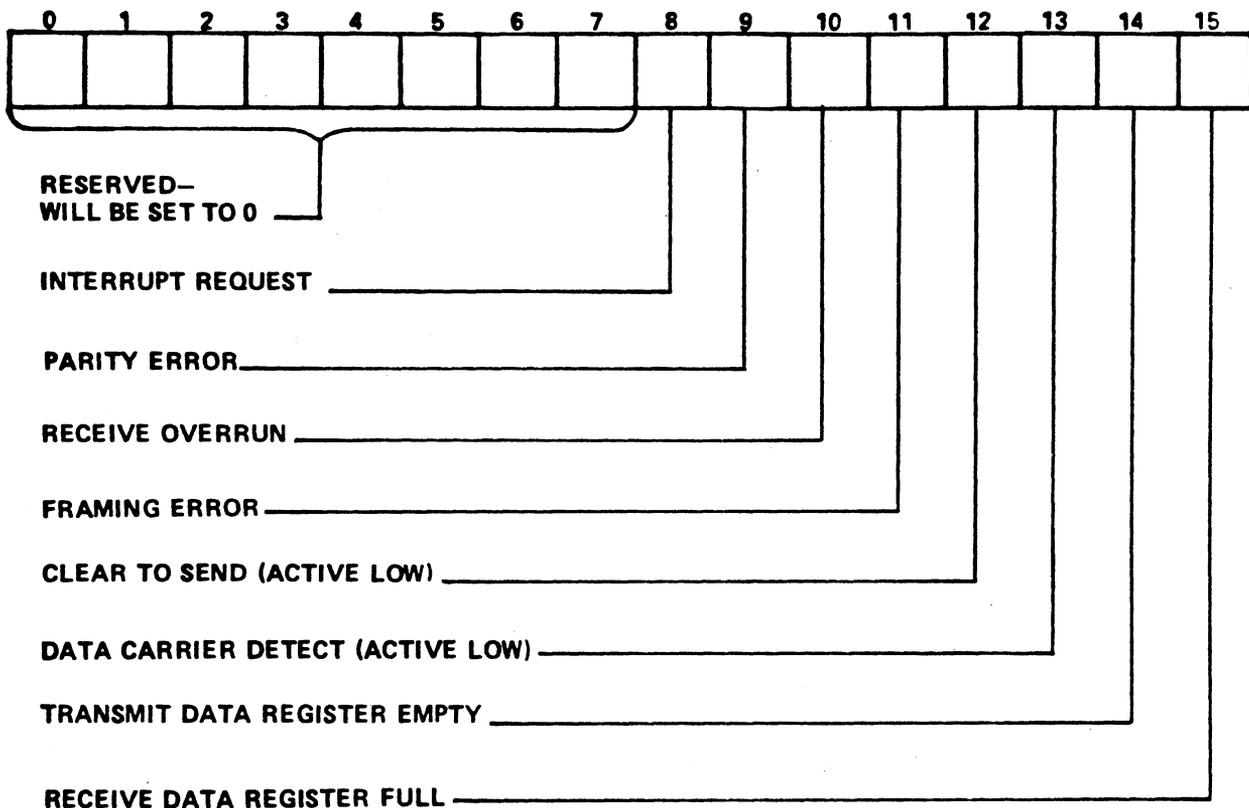 0 1 2 3 4 5 6 7 8 9 10 11 12 13 14 15
RESERVED–
WILL BE SET TO 0
INTERRUPT REQUEST
PARITY ERROR
RECEIVE OVERRUN
FRAMING ERROR
CLEAR TO SEND (ACTIVE LOW)
DATA CARRIER DETECT (ACTIVE LOW)
TRANSMIT DATA REGISTER EMPTY
RECEIVE DATA REGISTER FULL